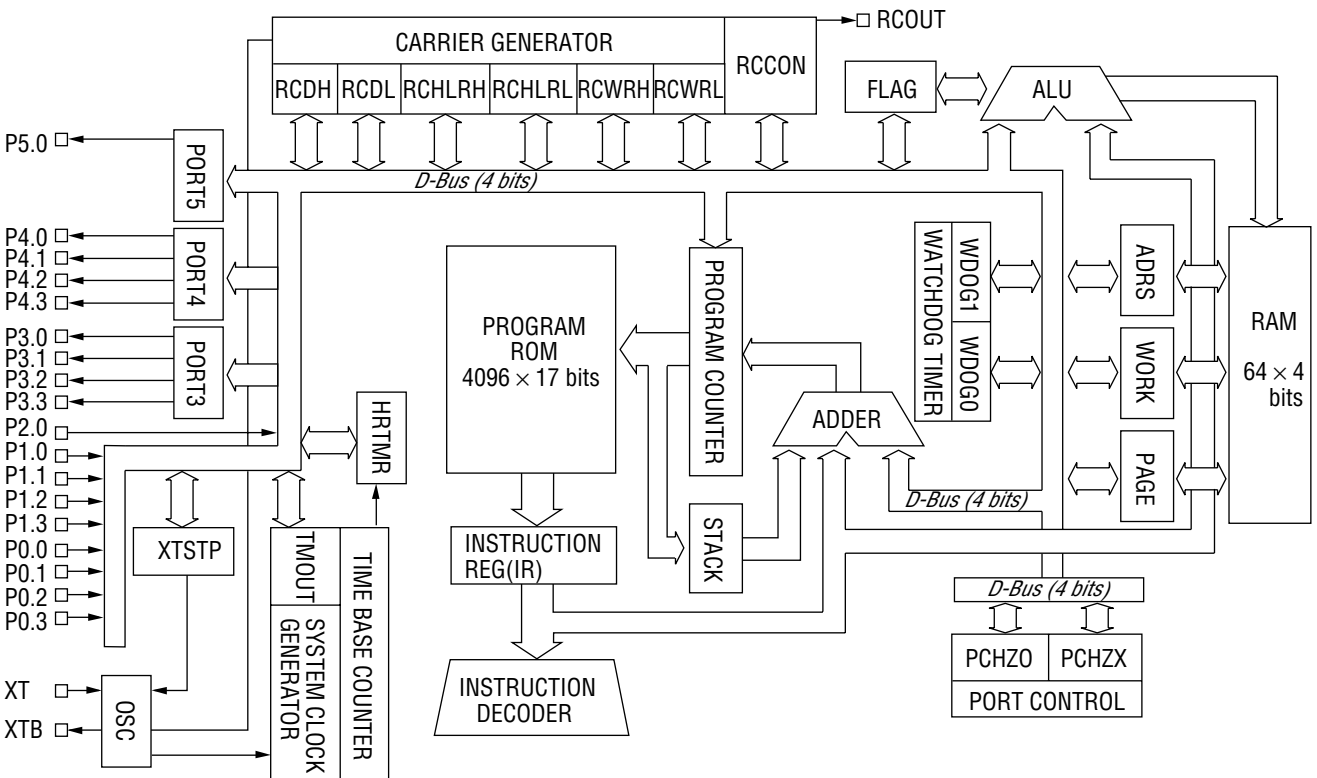 RCOUT
CARRIER GENERATOR
RCCON
RCDH
RCDL
RCHLRH
RCHLRL
RCWRH
RCWRL
FLAG
ALU
P5.0
PORT5
D-Bus (4 bits)
P4.0
P4.1
P4.2
P4.3
PORT4
P3.0
P3.1
P3.2
P3.3
PORT3
P2.0
P1.0
P1.1
P1.2
P1.3
P0.0
P0.1
P0.2
P0.3
HRTMR
XTSTP
TMOUT
SYSTEM CLOCK
GENERATOR
TIME BASE COUNTER
XT
XTB
OSC
PROGRAM
ROM
4096 × 17 bits
PROGRAM COUNTER
WATCHDOG TIMER
WDOG1
WDOG0
ADRS
WORK
PAGE
RAM
64 × 4
bits
ADDER
D-Bus (4 bits)
STACK
INSTRUCTION
REG(IR)
INSTRUCTION
DECODER
D-Bus (4 bits)
PCHZ0
PCHZX
PORT CONTROL